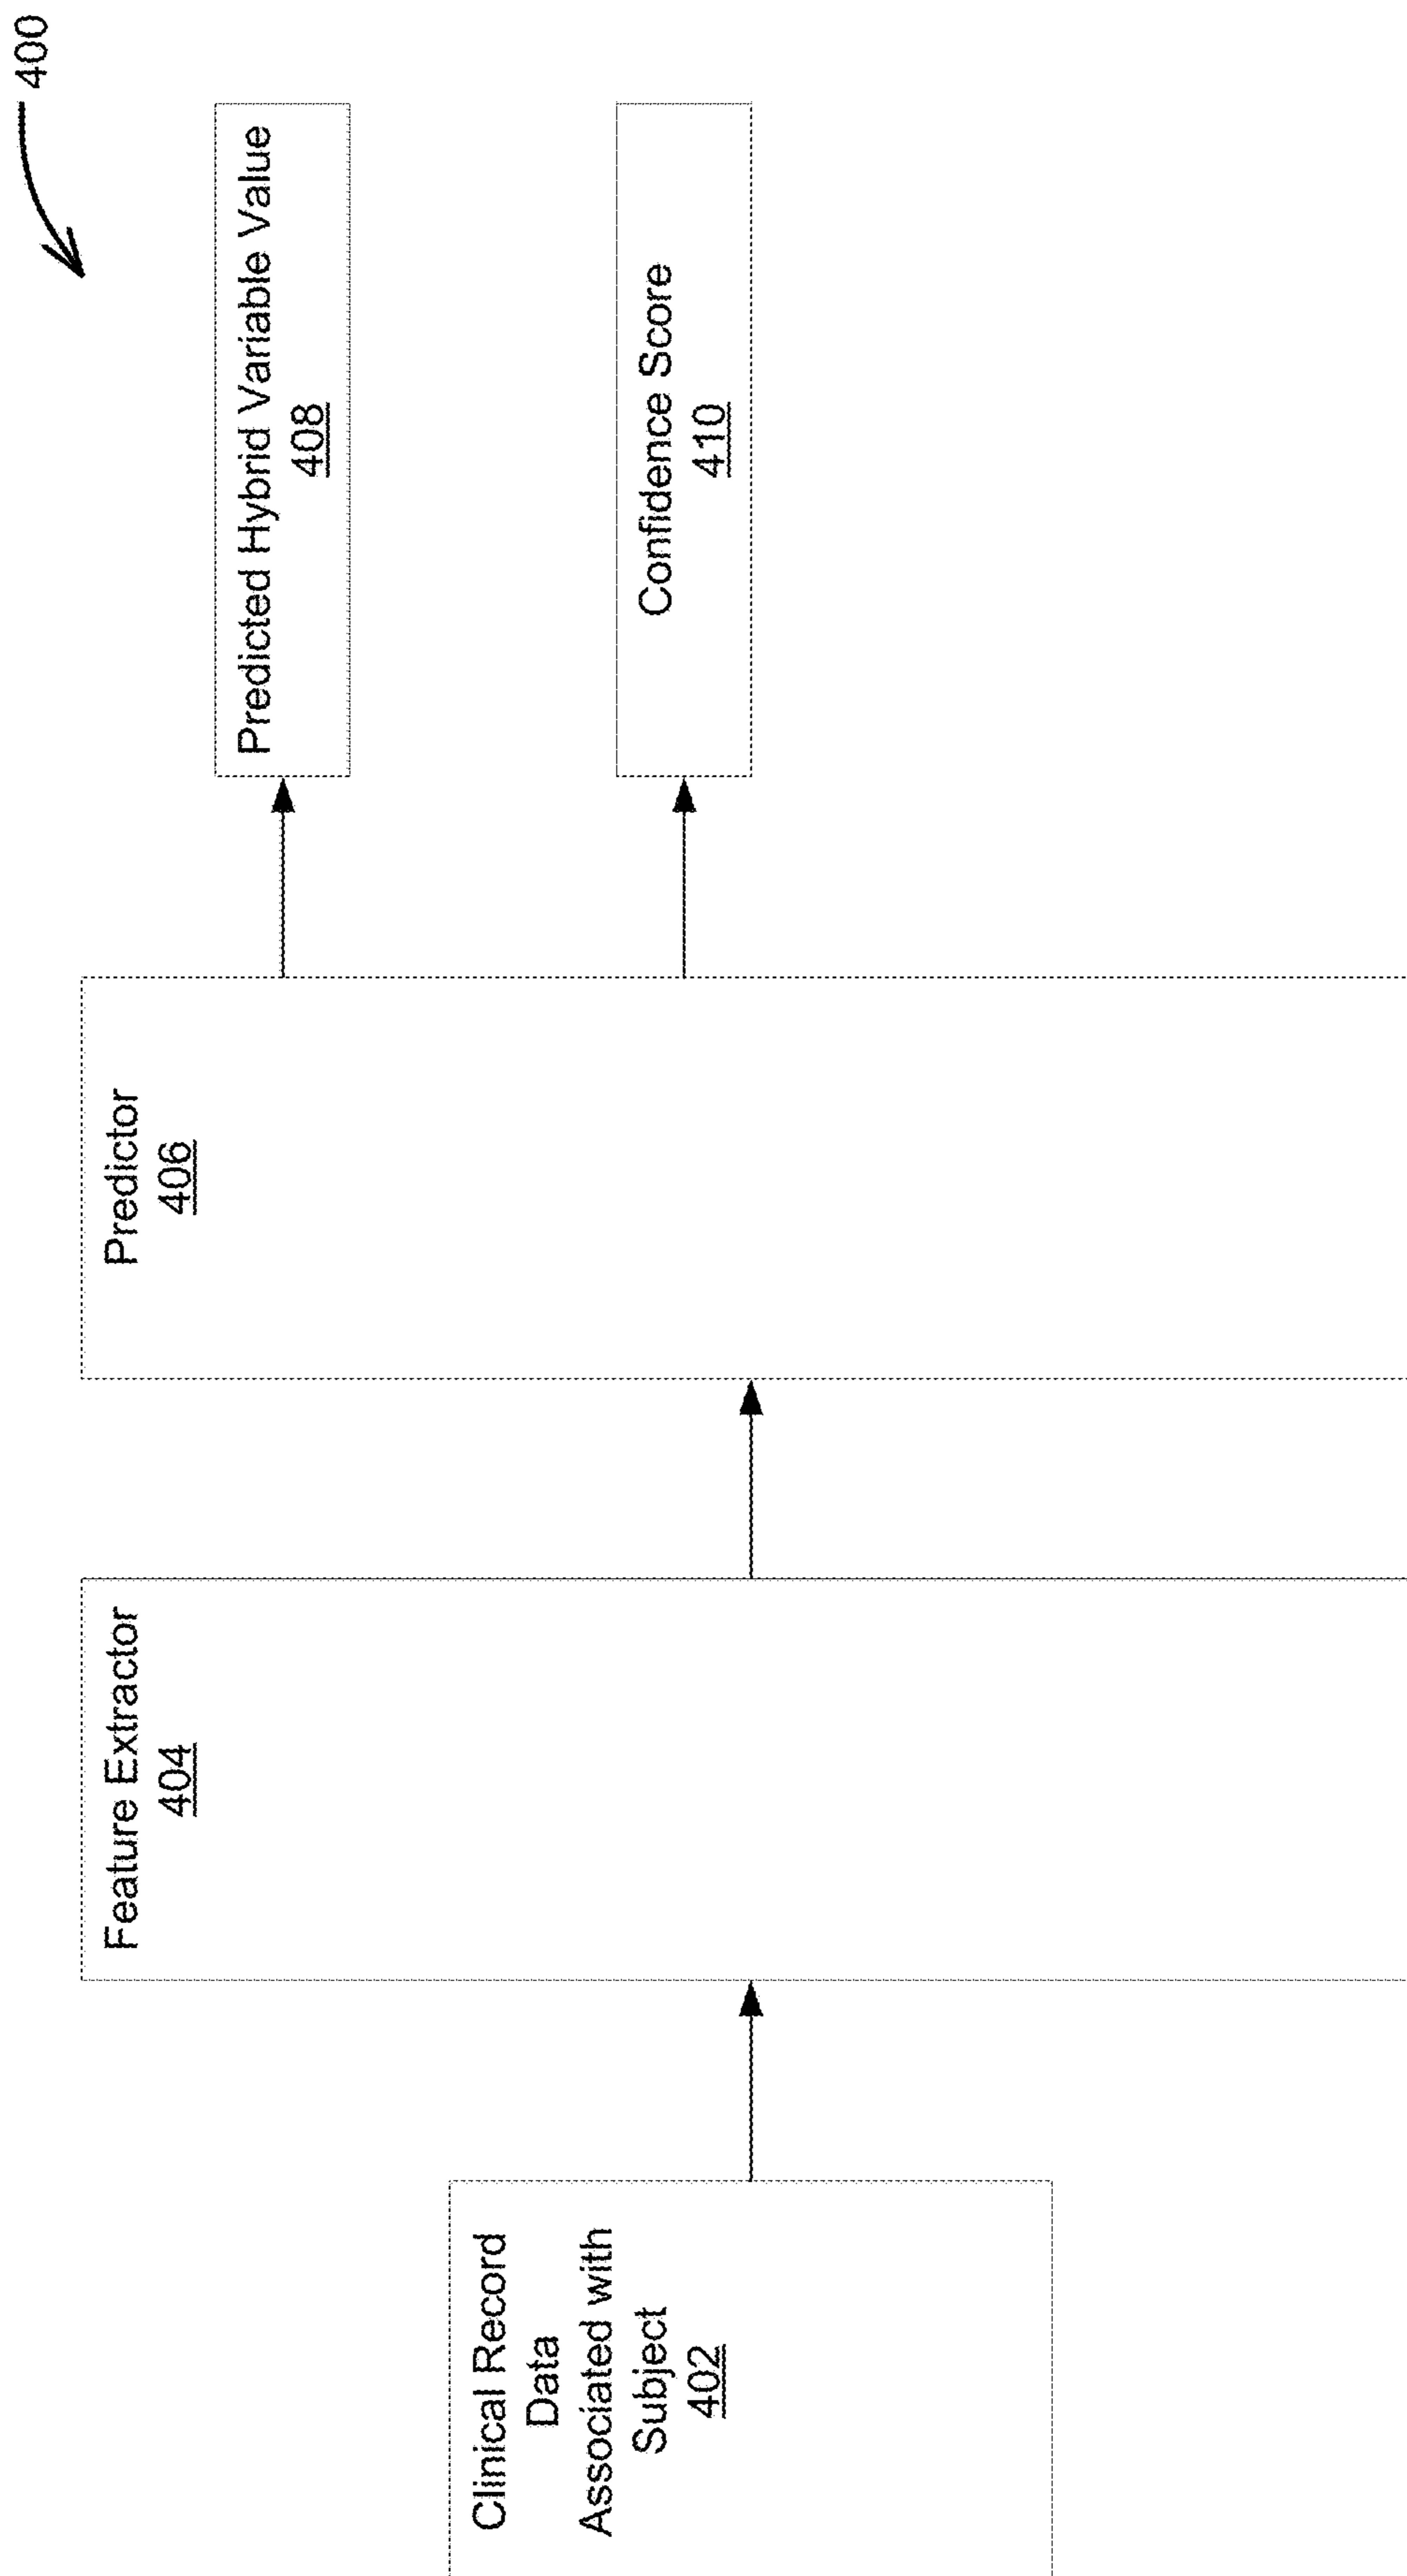 400
Clinical Record
Data
Associated with
Subject
402
Feature Extractor
404
Predictor
406
Predicted Hybrid Variable Value
408
Confidence Score
410